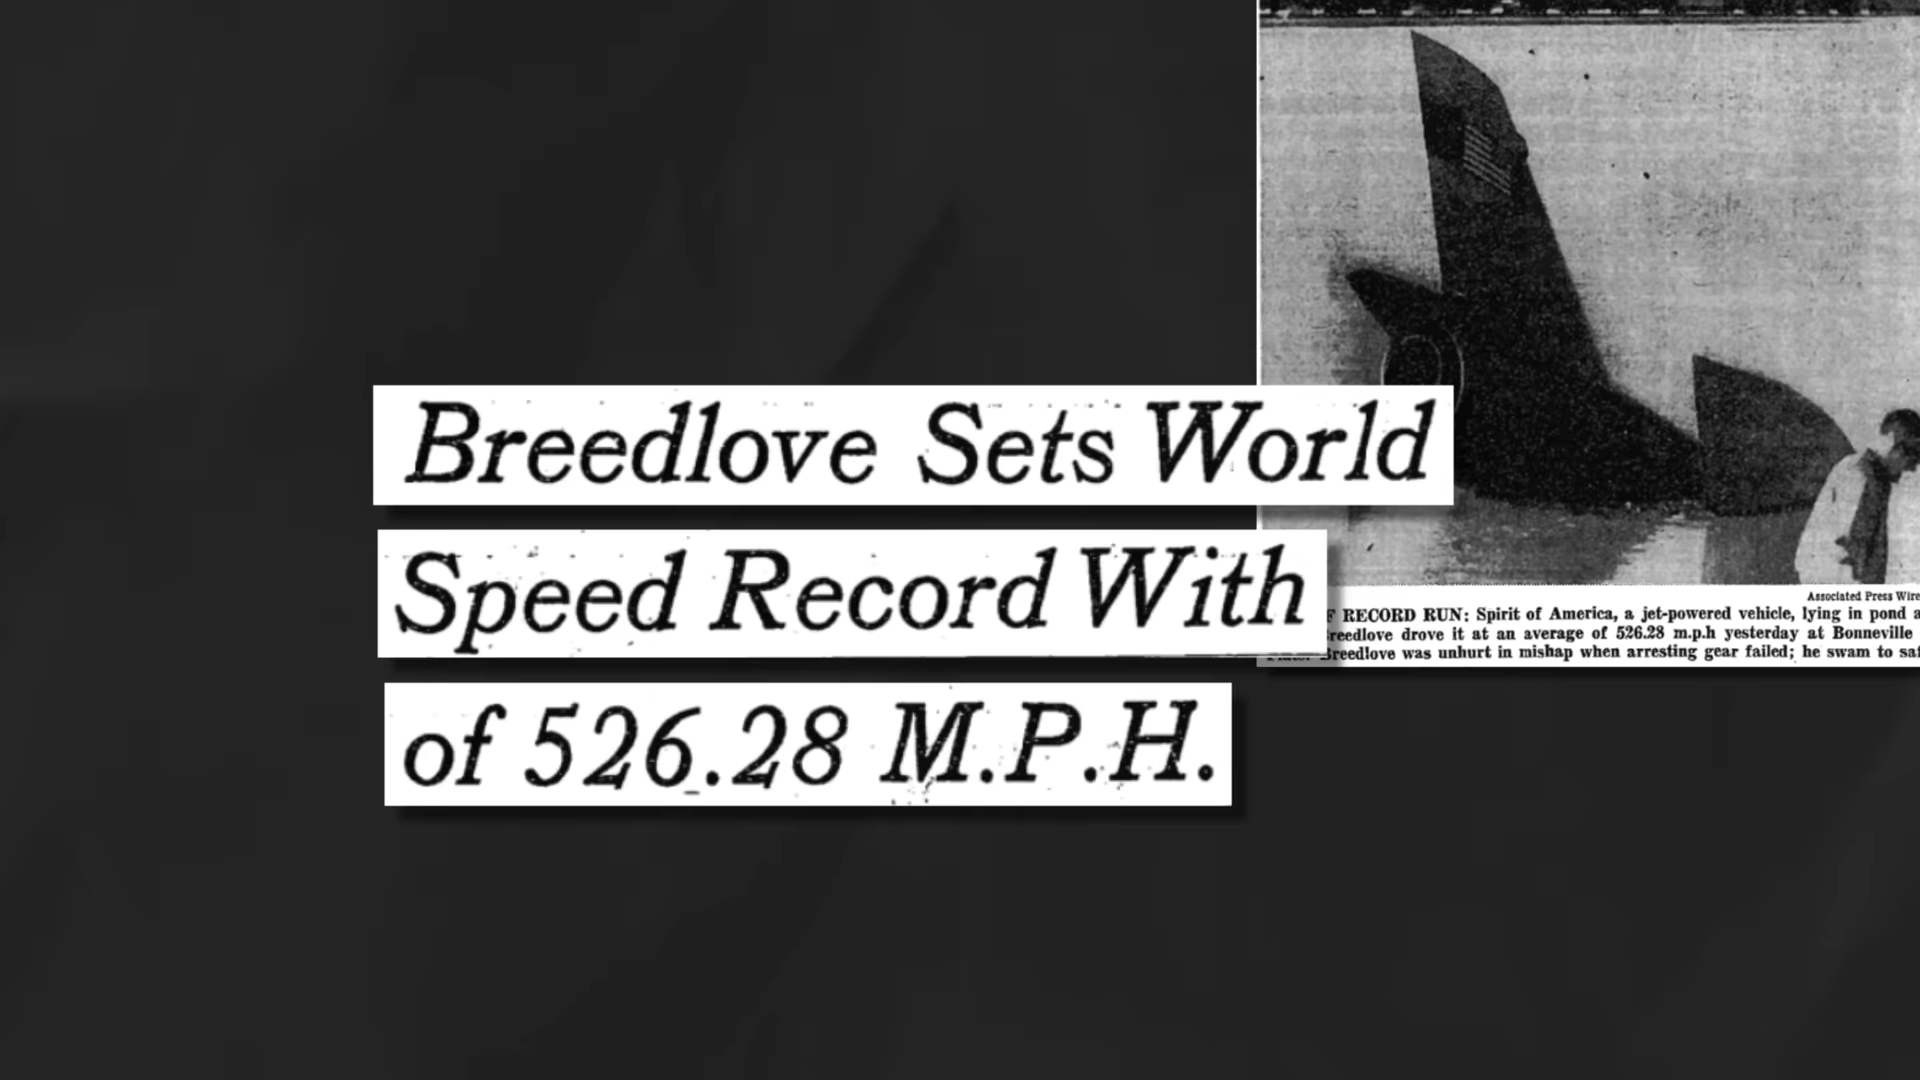 Breedlove Sets World
Speed Record With
of 526.28 M.P.H.
Associated Press Wire
RECORD RUN: Spirit of America, a jet-powered vehicle, lying in pond
Breedlove drove it at an average of 526.28 m.p.h yesterday at Bonneville
Breedlove was unhurt in mishap when arresting gear failed; he swam to